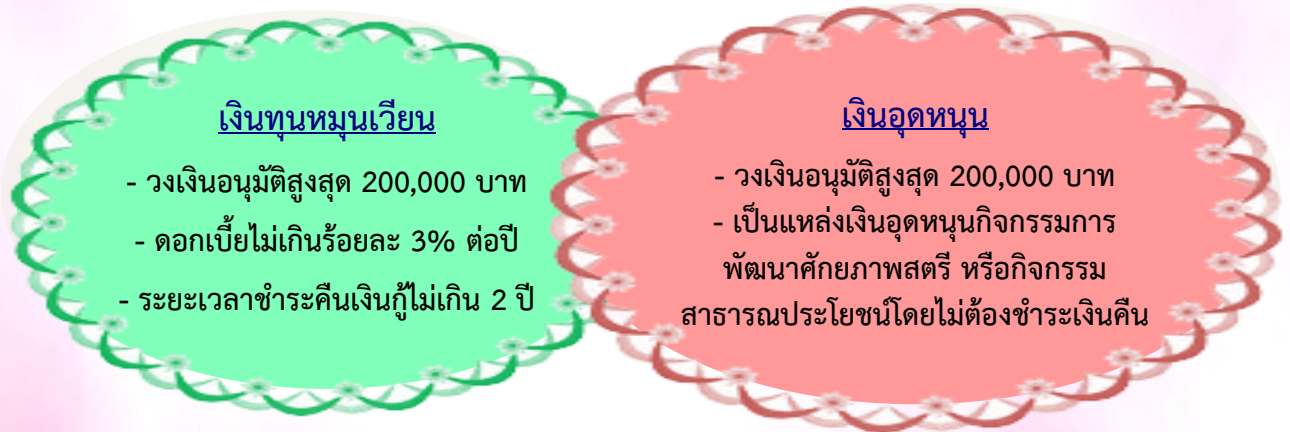 เงินทุนหมุนเวียน
- วงเงินอนุมัติสูงสุด 200,000 บาท
- ดอกเบี้ยไม่เกินร้อยละ 3% ต่อปี
- ระยะเวลาชำระคืนเงินกู้ไม่เกิน 2 ปี
เงินอุดหนุน
- วงเงินอนุมัติสูงสุด 200,000 บาท
- เป็นแหล่งเงินอุดหนุนกิจกรรมการ
พัฒนาศักยภาพสตรี หรือกิจกรรม
สาธารณประโยชน์โดยไม่ต้องชำระเงินคืน